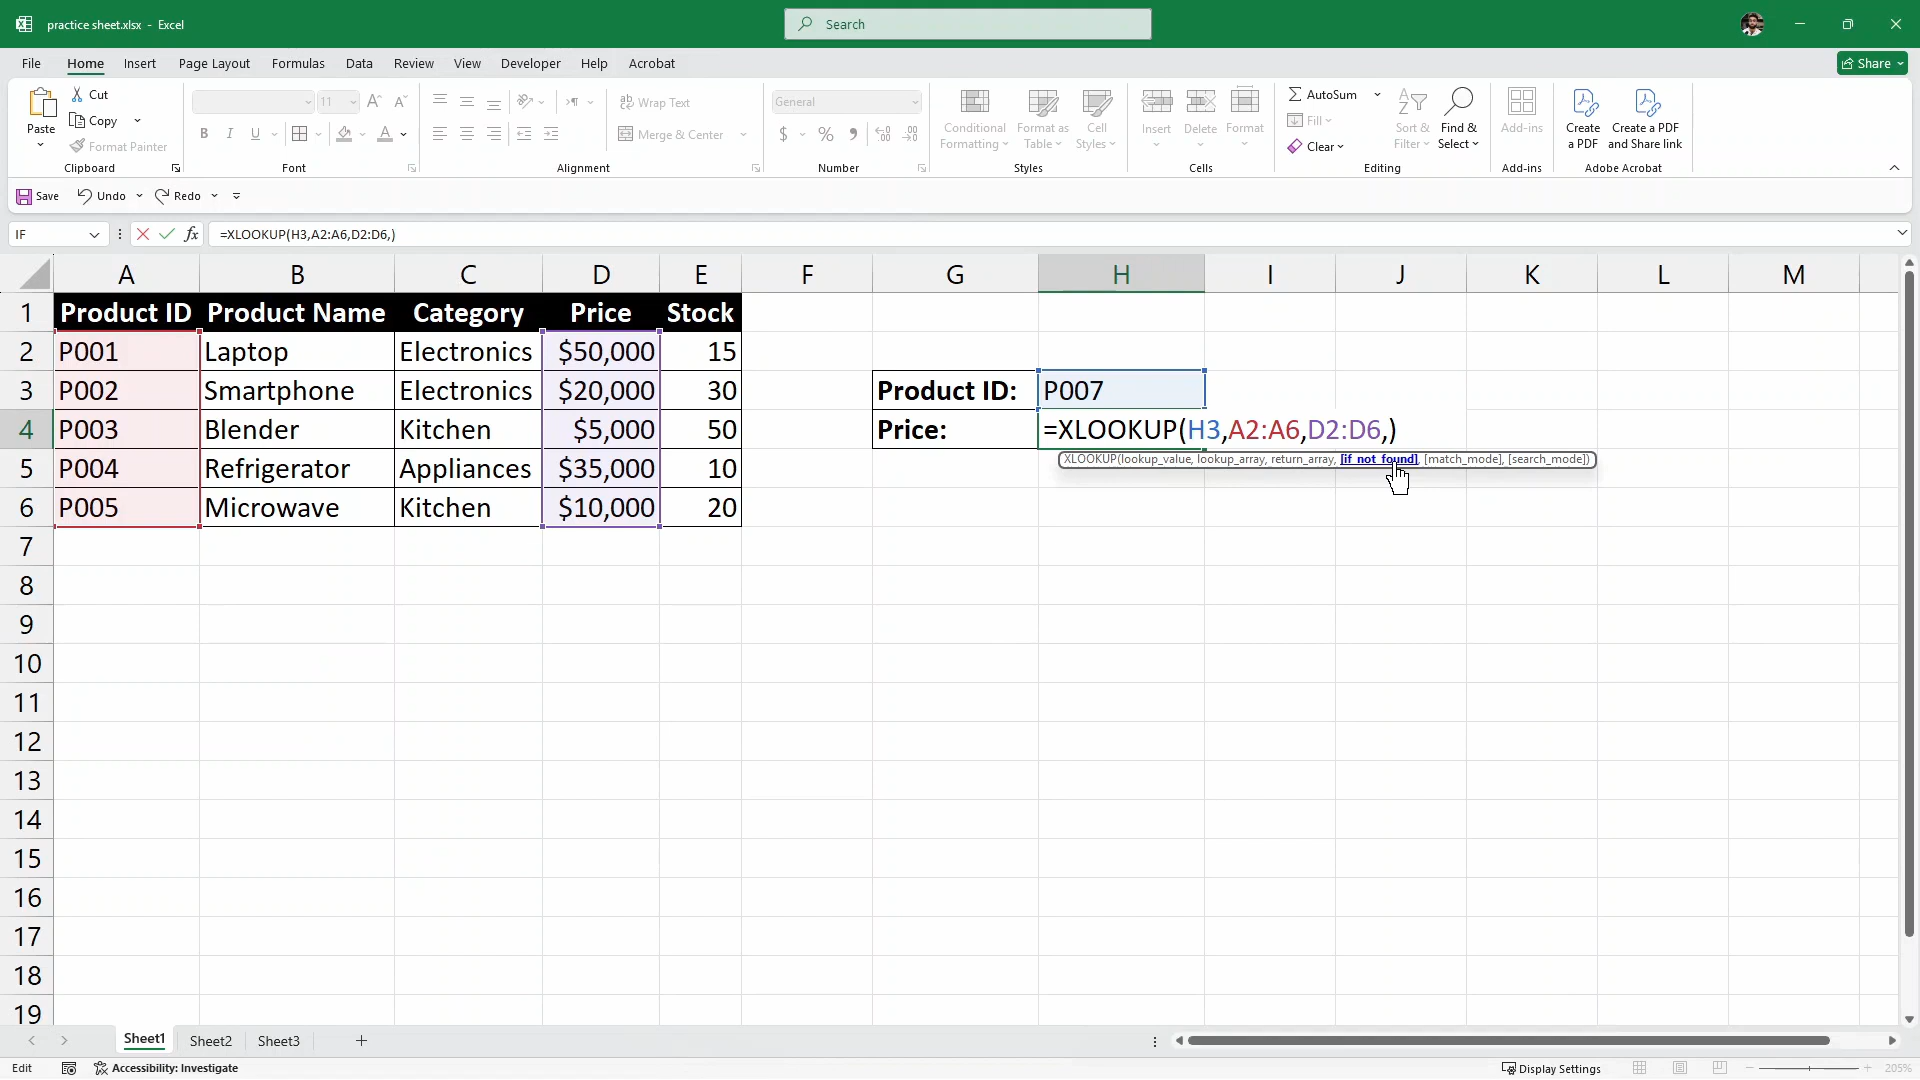 practice sheet.xlsx - Excel
Search
File Home Insert Page Layout Formulas Data Review View Developer Help Acrobat
Share
Paste
Cut
Copy
Format Painter
Clipboard
11
B I U
Font
Wrap Text
Merge & Center
Alignment
General
$ % 9
Number
Conditional Formatting
Format as Table
Cell Styles
Styles
Insert
Delete
Format
Cells
AutoSum
Fill
Clear
Sort & Filter
Find & Select
Editing
Add-ins
Add-ins
Create a PDF
Create a PDF and Share link
Adobe Acrobat
Save Undo Redo
IF
fx
=XLOOKUP(H3,A2:A6,D2:D6,)
A B C D E F G H I J K L M
1 Product ID Product Name Category Price Stock
2 P001 Laptop Electronics $50,000 15
3 P002 Smartphone Electronics $20,000 30 Product ID: P007
4 P003 Blender Kitchen $5,000 50 Price: =XLOOKUP(H3,A2:A6,D2:D6,)
XLOOKUP(lookup_value, lookup_array, return_array, [if_not_found], [match_mode], [search_mode])
5 P004 Refrigerator Appliances $35,000 10
6 P005 Microwave Kitchen $10,000 20
7
8
9
10
11
12
13
14
15
16
17
18
19
Sheet1 Sheet2 Sheet3
Edit
Accessibility: Investigate
Display Settings
205%